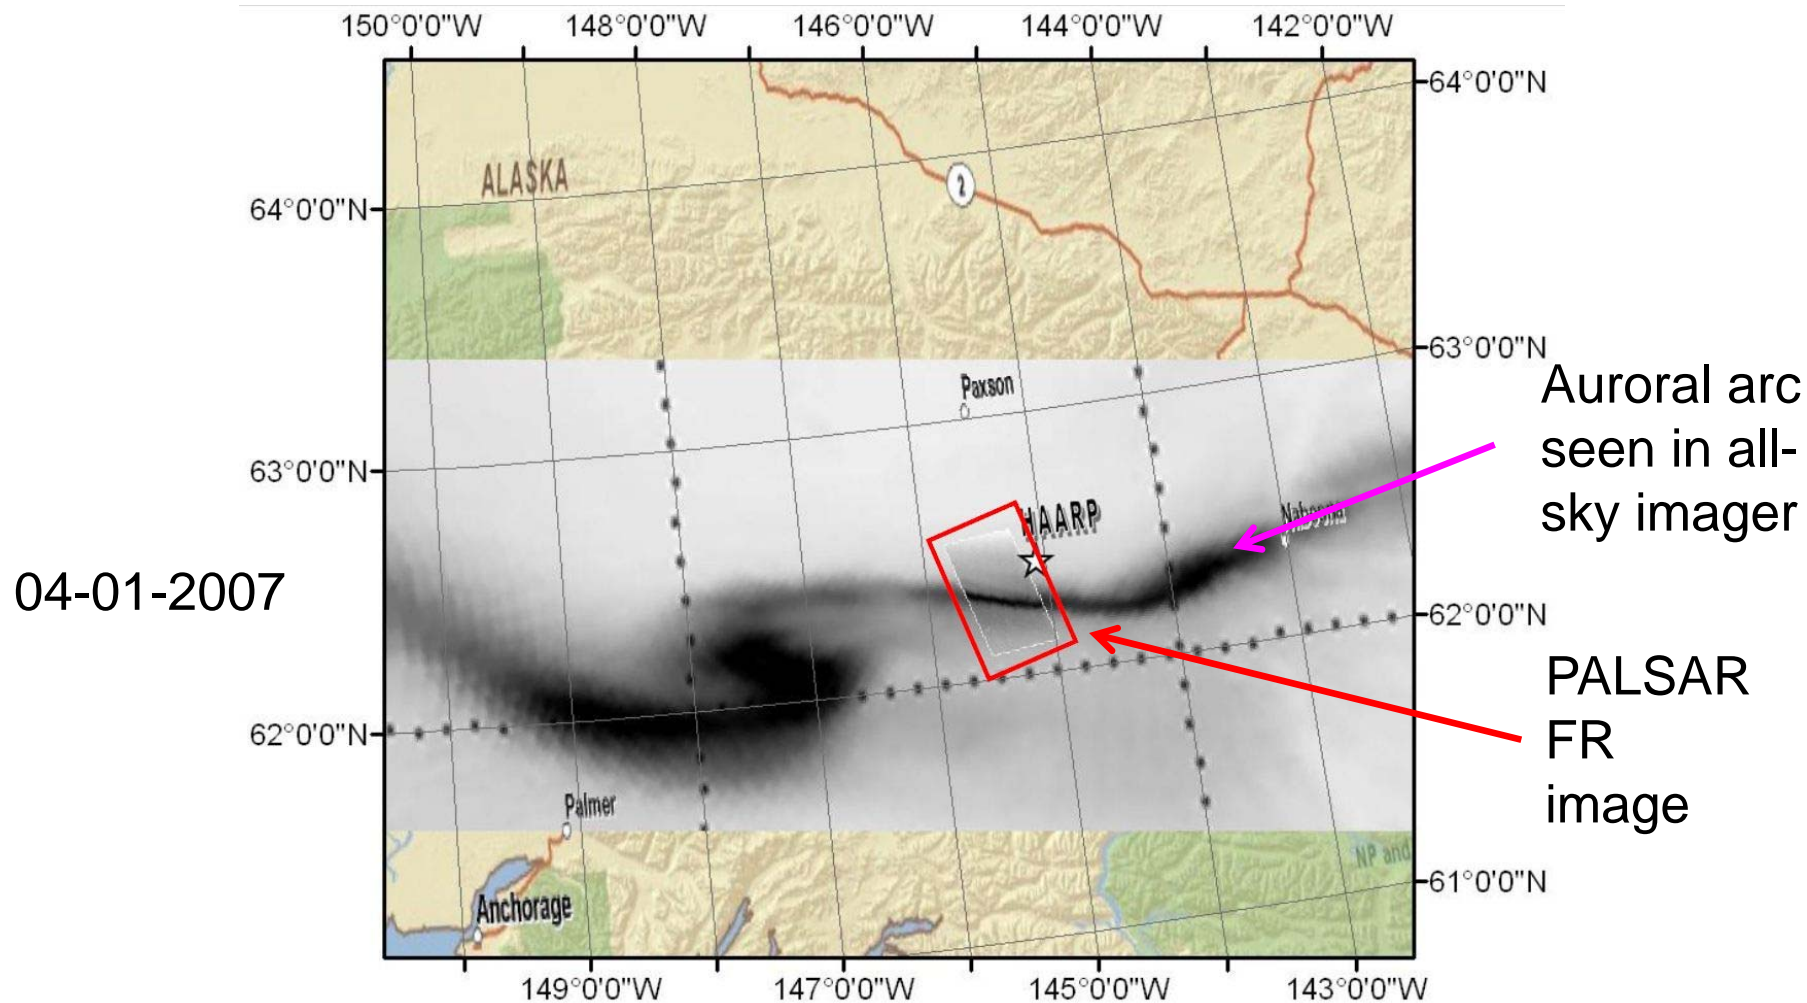 150°0'0"W
148°0'0"W
146°0'0"W
144°0'0"W
142°0'0"W
64°0'0"N
ALASKA
2
64°0'0"N
63°0'0"N
Paxson
Auroral arc
seen in all-
sky imager
63°0'0"N
HAARP
Nabesna
04-01-2007
62°0'0"N
PALSAR
FR
image
62°0'0"N
Palmer
NP and
61°0'0"N
Anchorage
149°0'0"W
147°0'0"W
145°0'0"W
143°0'0"W